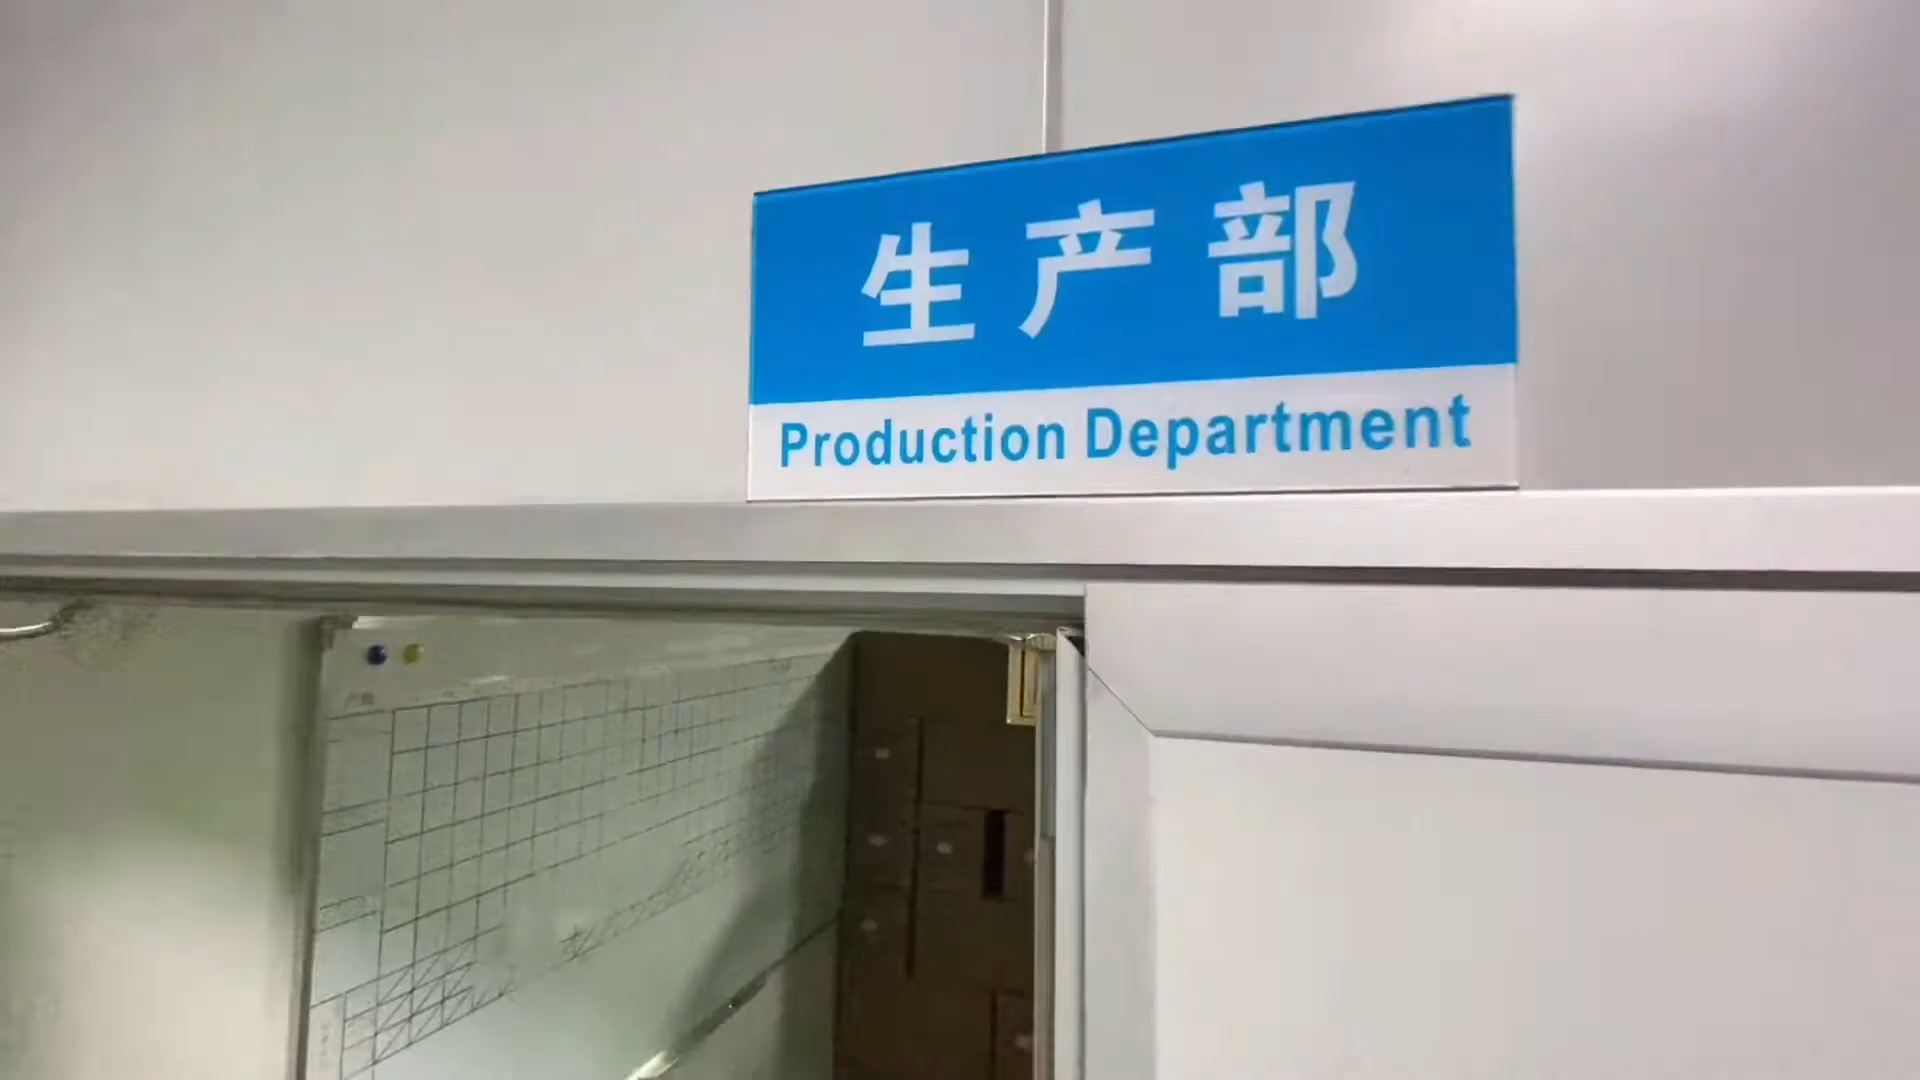 生产部
Production Department